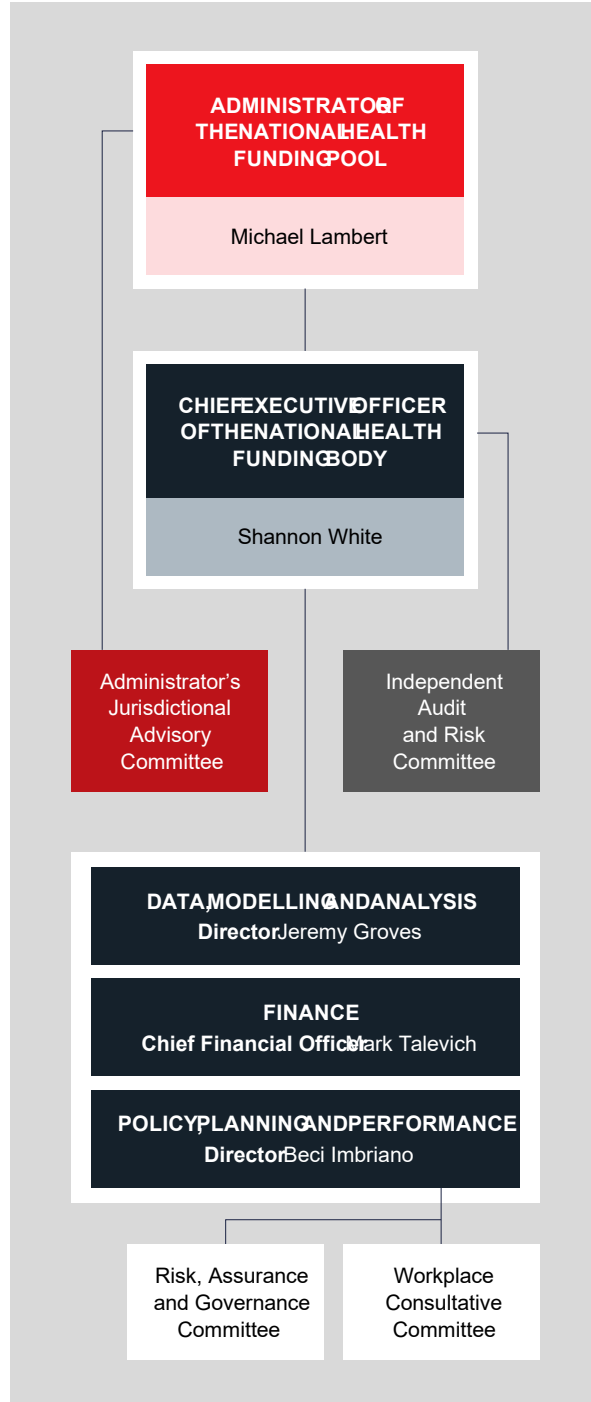 ADMINISTRATOR OF
THE NATIONAL HEALTH
FUNDING POOL
Michael Lambert
CHIEF EXECUTIVE OFFICER
OF THE NATIONAL HEALTH
FUNDING BODY
Shannon White
Administrator’s
Jurisdictional
Advisory
Committee
Independent
Audit
and Risk
Committee
DATA, MODELLING AND ANALYSIS
Director Jeremy Groves
FINANCE
Chief Financial Officer Mark Talevich
POLICY, PLANNING AND PERFORMANCE
Director Beci Imbriano
Risk, Assurance
and Governance
Committee
Workplace
Consultative
Committee